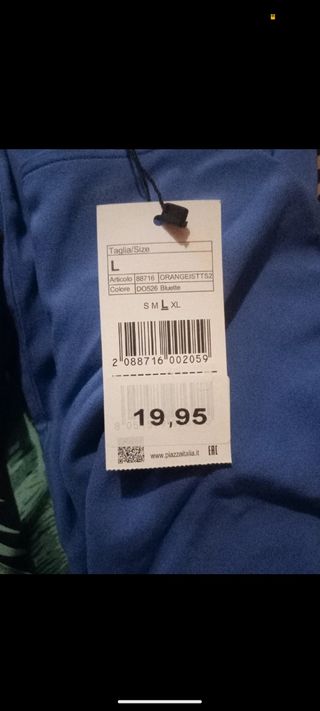 Taglia/Size
L
Articolo 88716 ORANGEISTTS2
Colore DO526 Bluette
S M L XL
2 088716 002059
19,95
www.piazzaitalia.it
EAC